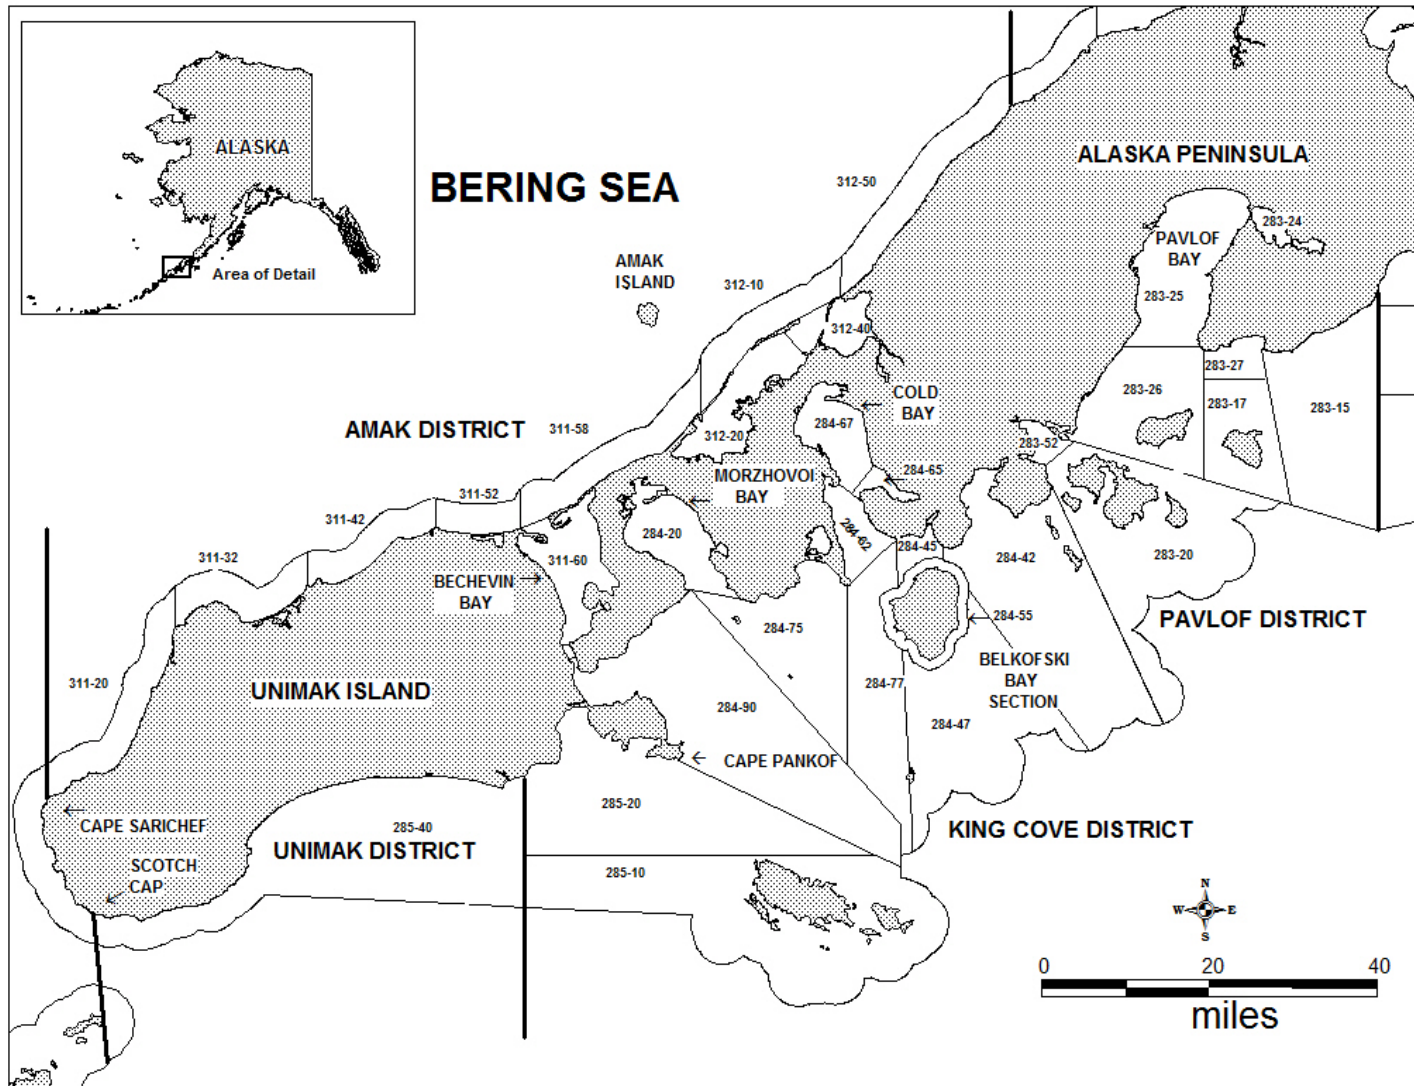 ALASKA
Area of Detail
BERING SEA
ALASKA PENINSULA
312-50
283-24
PAVLOF
BAY
AMAK
ISLAND
312-10
283-25
312-40
283-27
283-26
283-17
283-15
COLD
BAY
284-67
AMAK DISTRICT
311-58
312-20
283-52
284-65
MORZHOVOI
BAY
311-52
311-42
284-20
284-62
284-45
284-42
283-20
311-32
311-60
BECHEVIN
BAY
284-75
284-55
PAVLOF DISTRICT
BELKOFSKI
BAY
SECTION
311-20
UNIMAK ISLAND
284-77
284-90
284-47
CAPE PANKOF
285-20
CAPE SARICHEF
285-40
KING COVE DISTRICT
UNIMAK DISTRICT
SCOTCH
CAP
285-10
N
W
E
S
0 20 40
miles